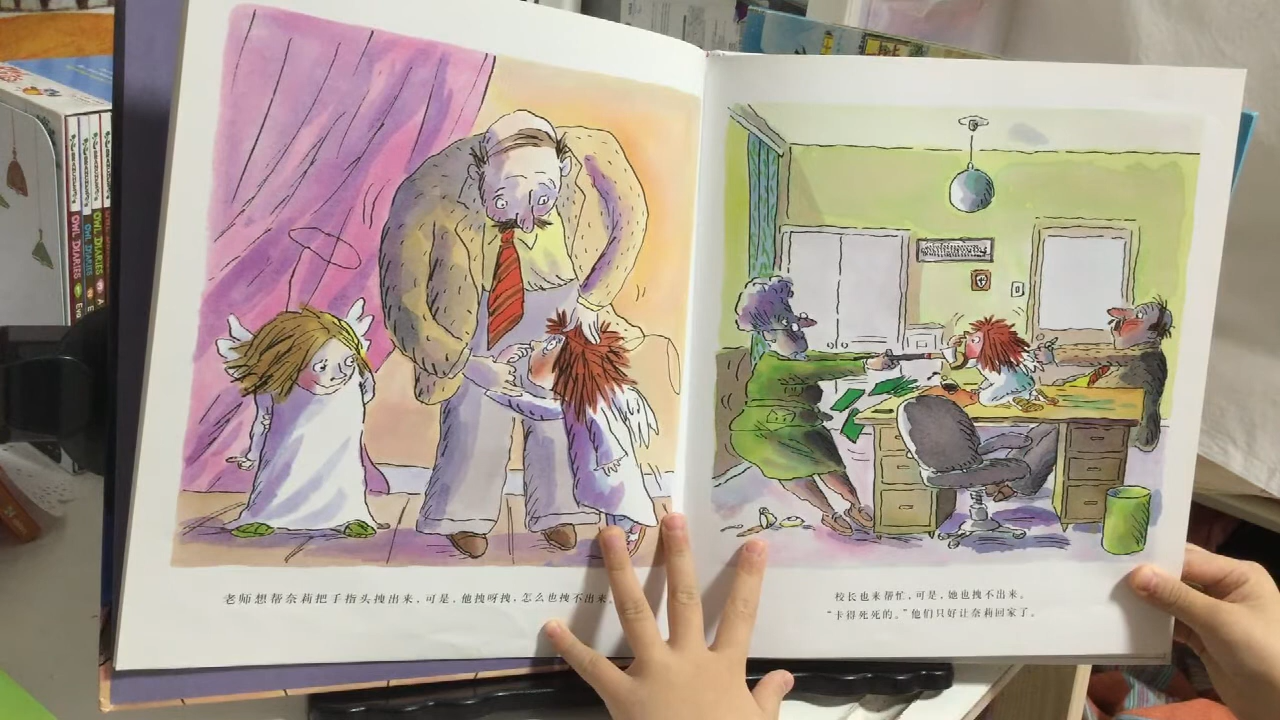 老师想帮奈莉把手指头拽出来，可是，他拽呀拽，怎么也拽不出来。
校长也来帮忙，可是，她也拽不出来。
“卡得死死的。”他们只好让奈莉回家了。
OWL DIARIES
OWL DIARIES
OWL DIARIES